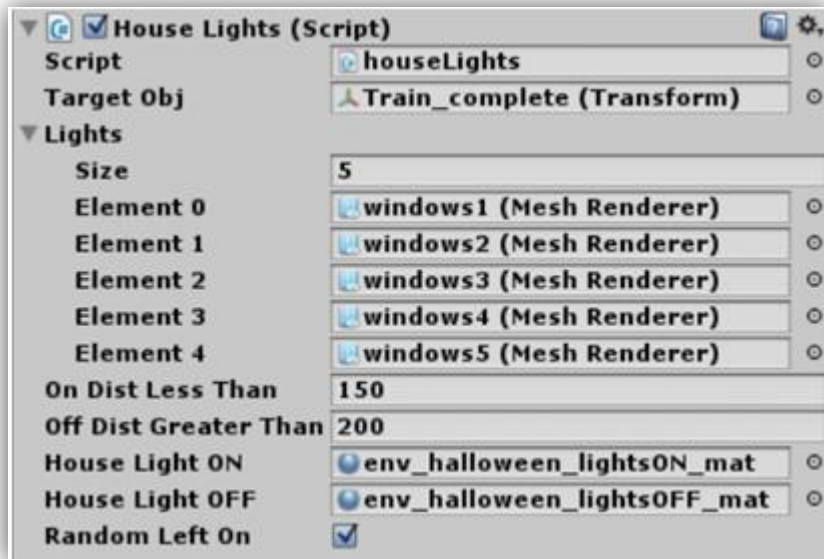 House Lights (Script)
Script houseLights
Target Obj Train_complete (Transform)
Lights
Size 5
Element 0 windows1 (Mesh Renderer)
Element 1 windows2 (Mesh Renderer)
Element 2 windows3 (Mesh Renderer)
Element 3 windows4 (Mesh Renderer)
Element 4 windows5 (Mesh Renderer)
On Dist Less Than 150
Off Dist Greater Than 200
House Light ON env_halloween_lightsON_mat
House Light OFF env_halloween_lightsOFF_mat
Random Left On